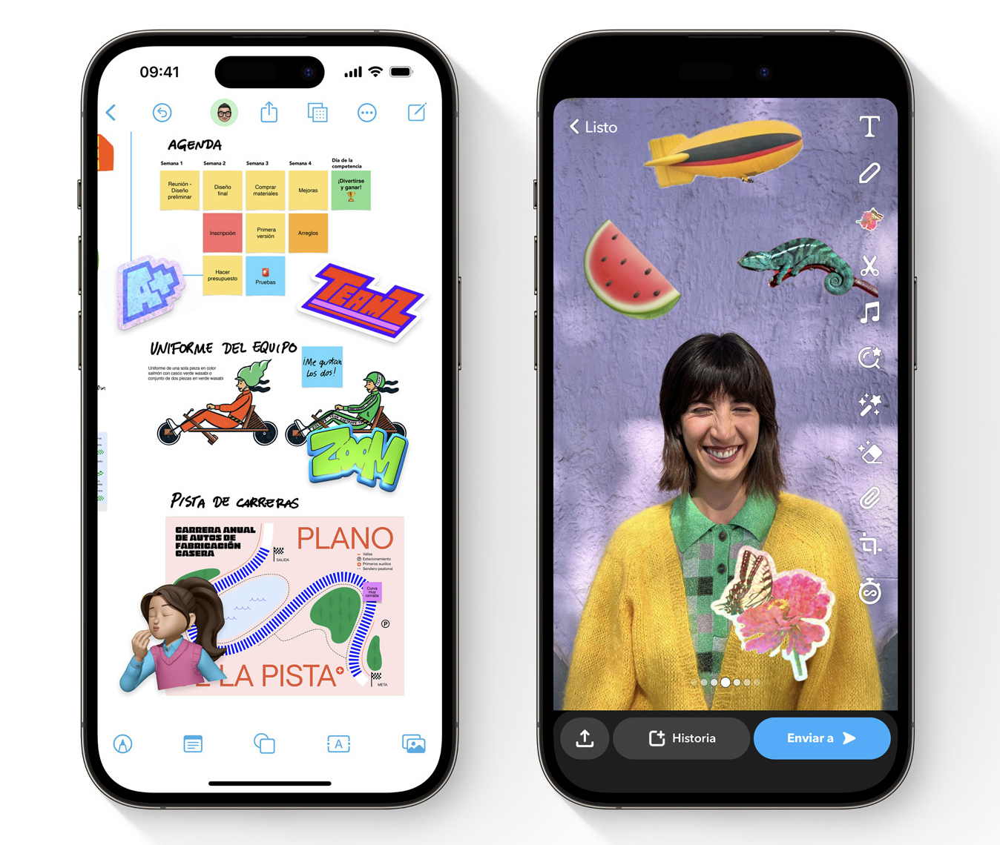 09:41
AGENDA
Semana 1
Semana 2
Semana 3
Semana 4
Día de la
competencia
Reunión -
Diseño
preliminar
Diseño
final
Comprar
materiales
Mejoras
¡Divertirse
y ganar!
Inscripción
Primera
versión
Arreglos
Hacer
presupuesto
Pruebas
A+
TEAM 2
UNIFORME DEL EQUIPO
Uniforme de una sola pieza en color
salmón con casco verde wasabi o
conjunto de dos piezas en verde wasabi
¡Me gustan
los dos!
ZOOM
PISTA DE CARRERAS
CARRERA ANUAL
DE AUTOS DE
FABRICACIÓN
CASERA
PLANO
SALIDA
Vallas
P Estacionamiento
Primeros auxilios
Sendero peatonal
Curva
muy
cerrada
P
LA PISTA
META
A
Listo
T
Historia
Enviar a